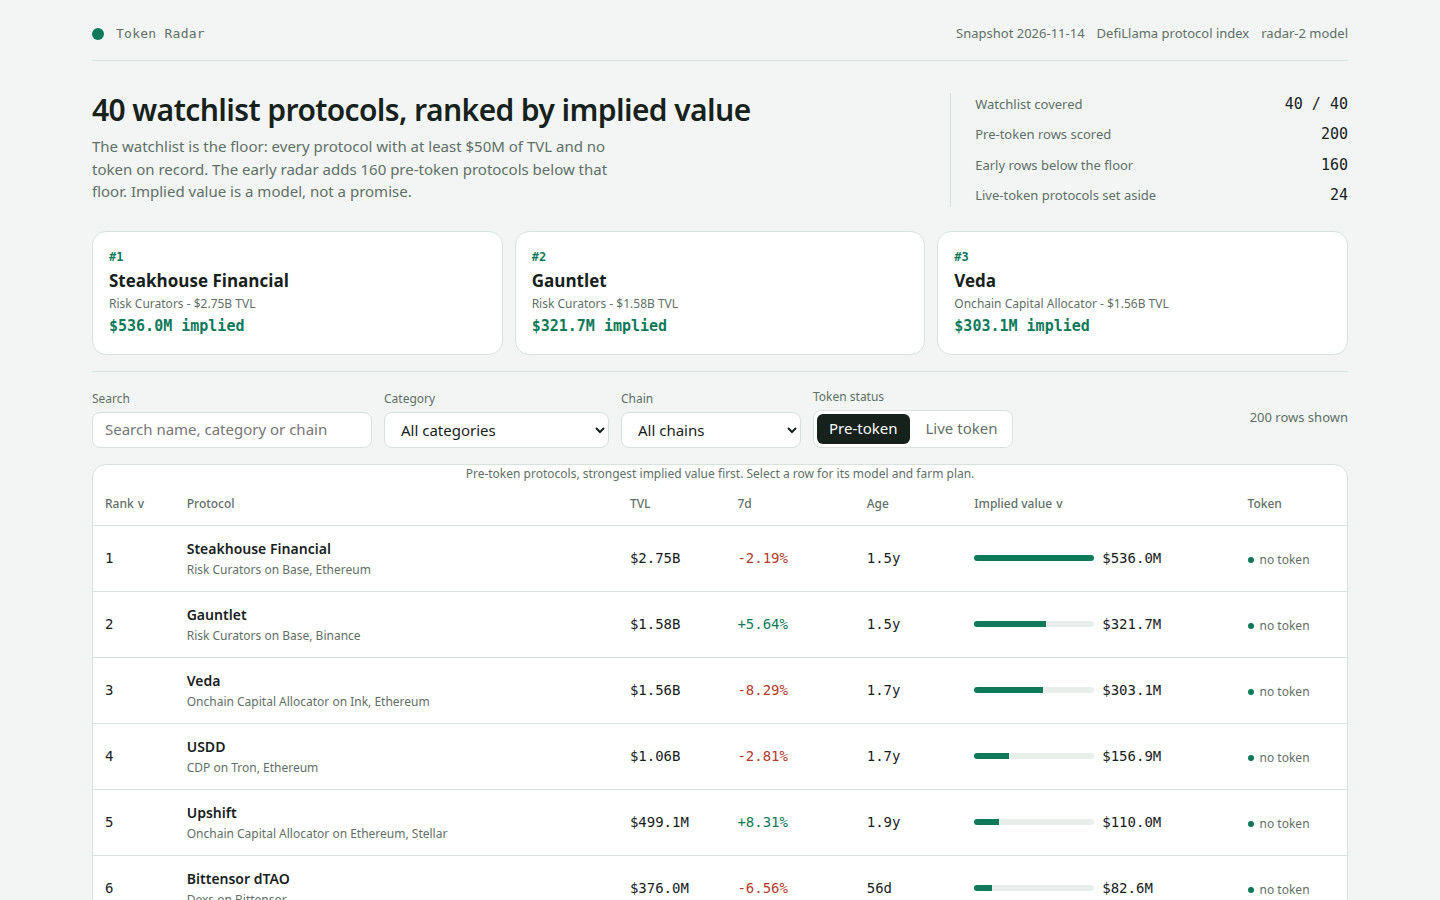 Token Radar
Snapshot 2026-11-14 DefiLlama protocol index radar-2 model
40 watchlist protocols, ranked by implied value
The watchlist is the floor: every protocol with at least $50M of TVL and no
token on record. The early radar adds 160 pre-token protocols below that
floor. Implied value is a model, not a promise.
Watchlist covered 40 / 40
Pre-token rows scored 200
Early rows below the floor 160
Live-token protocols set aside 24
#1
Steakhouse Financial
Risk Curators - $2.75B TVL
$536.0M implied
#2
Gauntlet
Risk Curators - $1.58B TVL
$321.7M implied
#3
Veda
Onchain Capital Allocator - $1.56B TVL
$303.1M implied
Search
Search name, category or chain
Category
All categories
Chain
All chains
Token status
Pre-token Live token
200 rows shown
Pre-token protocols, strongest implied value first. Select a row for its model and farm plan.
Rank v Protocol TVL 7d Age Implied value v Token
1 Steakhouse Financial $2.75B -2.19% 1.5y $536.0M no token
Risk Curators on Base, Ethereum
2 Gauntlet $1.58B +5.64% 1.5y $321.7M no token
Risk Curators on Base, Binance
3 Veda $1.56B -8.29% 1.7y $303.1M no token
Onchain Capital Allocator on Ink, Ethereum
4 USDD $1.06B -2.81% 1.7y $156.9M no token
CDP on Tron, Ethereum
5 Upshift $499.1M +8.31% 1.9y $110.0M no token
Onchain Capital Allocator on Ethereum, Stellar
6 Bittensor dTAO $376.0M -6.56% 56d $82.6M no token
Dexs on Bittensor